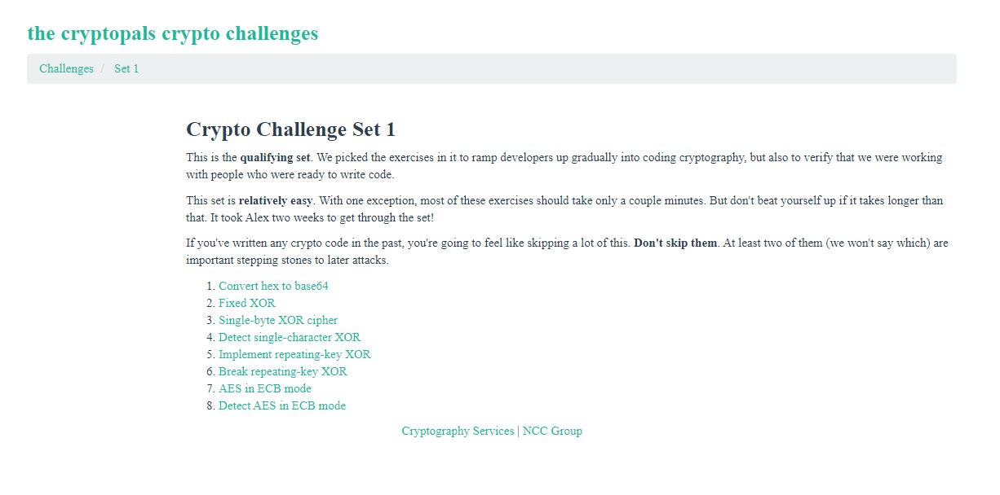 the cryptopals crypto challenges
Challenges / Set 1
Crypto Challenge Set 1
This is the qualifying set. We picked the exercises in it to ramp developers up gradually into coding cryptography, but also to verify that we were working
with people who were ready to write code.
This set is relatively easy. With one exception, most of these exercises should take only a couple minutes. But don't beat yourself up if it takes longer than
that. It took Alex two weeks to get through the set!
If you've written any crypto code in the past, you're going to feel like skipping a lot of this. Don't skip them. At least two of them (we won't say which) are
important stepping stones to later attacks.
1. Convert hex to base64
2. Fixed XOR
3. Single-byte XOR cipher
4. Detect single-character XOR
5. Implement repeating-key XOR
6. Break repeating-key XOR
7. AES in ECB mode
8. Detect AES in ECB mode
Cryptography Services | NCC Group